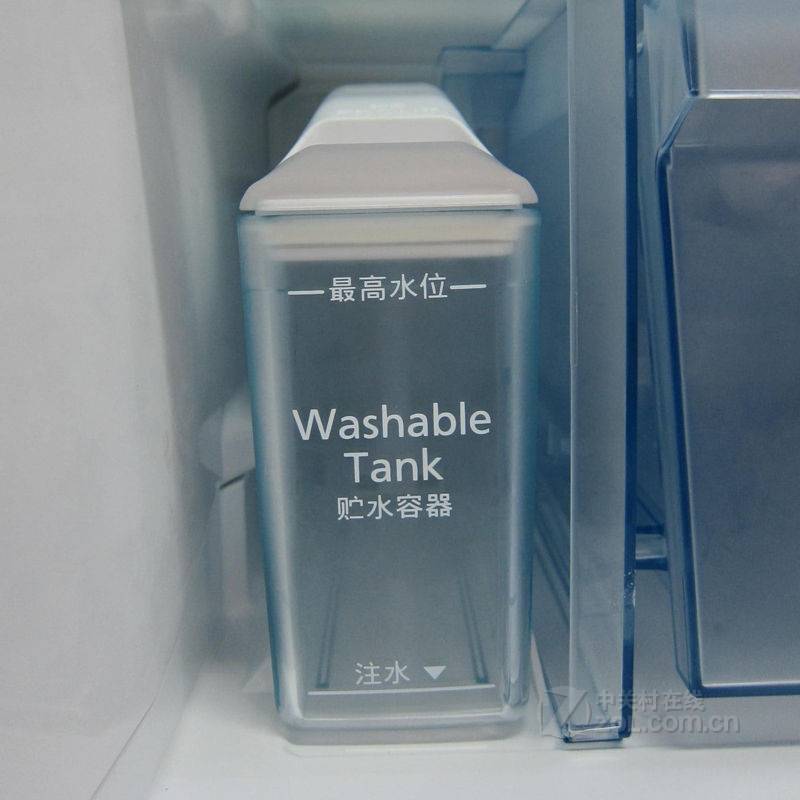 最高水位
Washable
Tank
贮水容器
注水
中关村在线
zol.com.cn